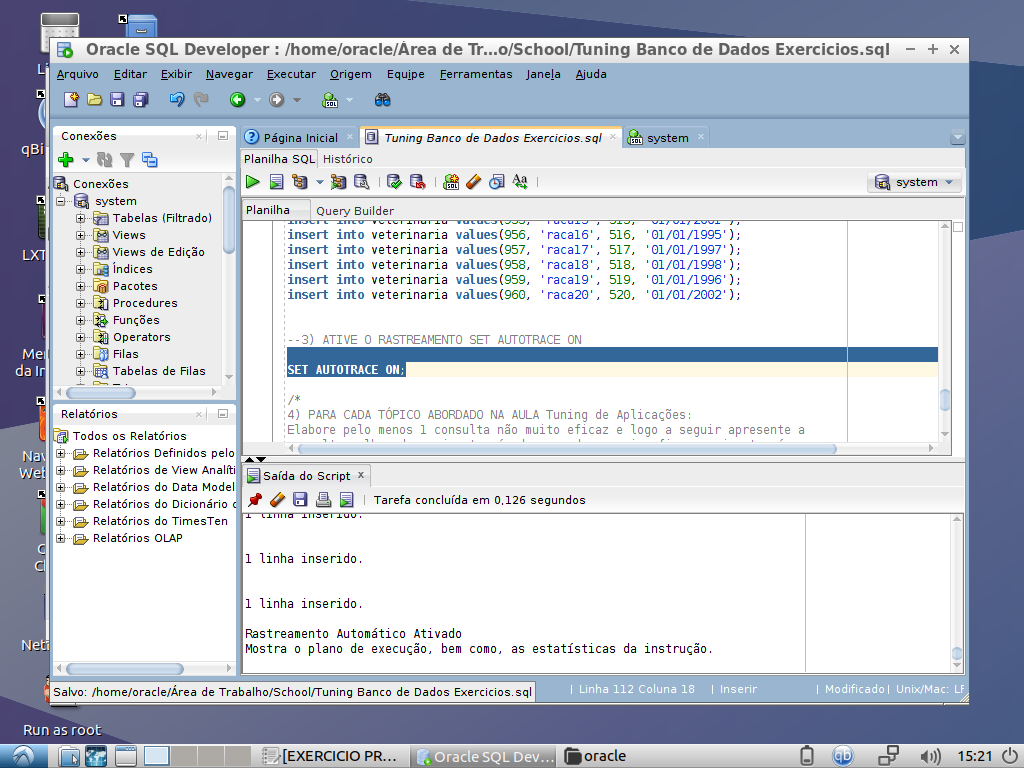 Oracle SQL Developer : /home/oracle/Área de Tr...o/School/Tuning Banco de Dados Exercicios.sql
Arquivo Editar Exibir Navegar Executar Origem Equipe Ferramentas Janela Ajuda
Conexões
Conexões
system
Tabelas (Filtrado)
Views
Views de Edição
Índices
Pacotes
Procedures
Funções
Operators
Filas
Tabelas de Filas
Relatórios
Todos os Relatórios
Relatórios Definidos pelo
Relatórios de View Analíti
Relatórios do Data Model
Relatórios do Dicionário
Relatórios do TimesTen
Relatórios OLAP
Página Inicial
Tuning Banco de Dados Exercicios.sql
system
Planilha SQL Histórico
system
Planilha Query Builder
insert into veterinaria values(956, 'raca16', 516, '01/01/1995');
insert into veterinaria values(957, 'raca17', 517, '01/01/1997');
insert into veterinaria values(958, 'raca18', 518, '01/01/1998');
insert into veterinaria values(959, 'raca19', 519, '01/01/1996');
insert into veterinaria values(960, 'raca20', 520, '01/01/2002');
--3) ATIVE O RASTREAMENTO SET AUTOTRACE ON
SET AUTOTRACE ON;
/*
4) PARA CADA TÓPICO ABORDADO NA AULA Tuning de Aplicações:
Elabore pelo menos 1 consulta não muito eficaz e logo a seguir apresente a
Saída do Script
Tarefa concluída em 0,126 segundos
1 linha inserido.
1 linha inserido.
1 linha inserido.
Rastreamento Automático Ativado
Mostra o plano de execução, bem como, as estatísticas da instrução.
Salvo: /home/oracle/Área de Trabalho/School/Tuning Banco de Dados Exercicios.sql
Linha 112 Coluna 18
Inserir
Modificado
Unix/Mac: LF
qBi
LXT
Mer
da In
Nav
Web
C
Ch
Net
Run as root
[EXERCICIO PR...
Oracle SQL Dev...
oracle
qb
15:21